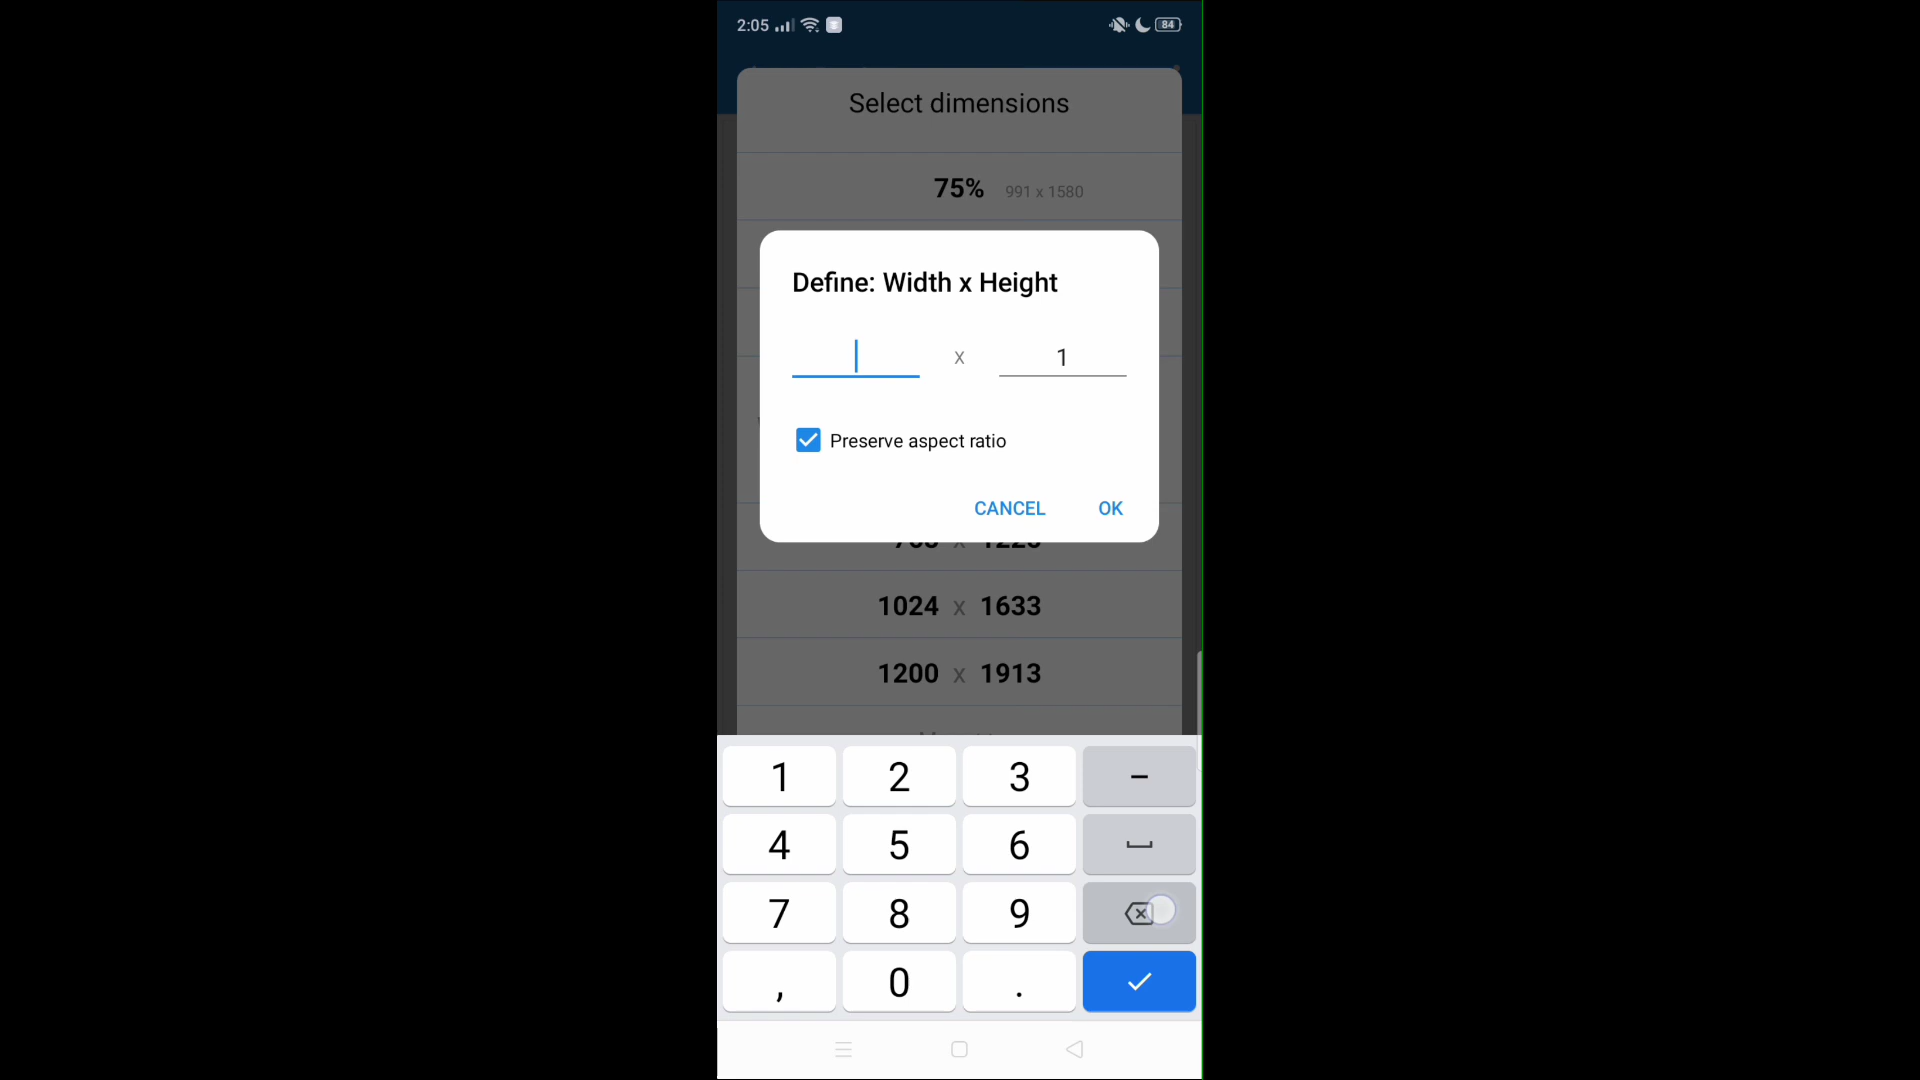 2:05 84
Select dimensions
75% 991 x 1580
Define: Width x Height
x 1
Preserve aspect ratio
CANCEL OK
1024 x 1633
1200 x 1913
1 2 3 -
4 5 6
7 8 9
, 0 .